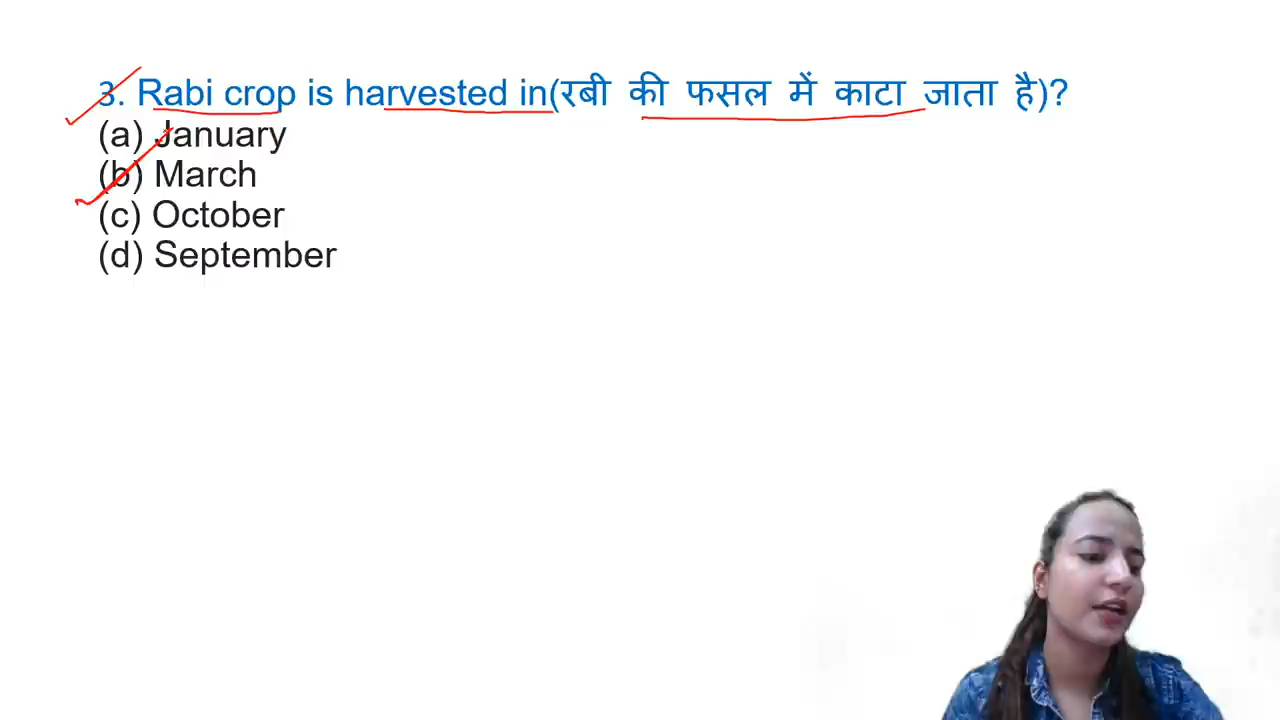 3. Rabi crop is harvested in(रबी की फसल में काटा जाता है)?
(a) January
(b) March
(c) October
(d) September